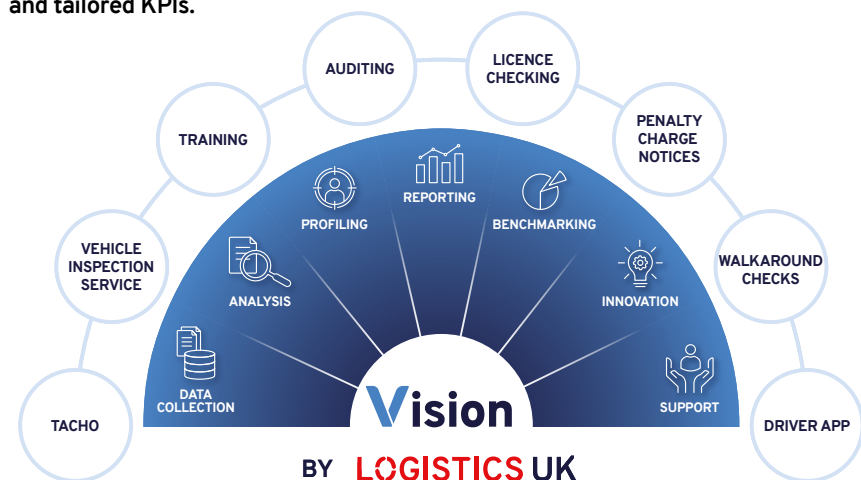 and tailored KPIs.
AUDITING
LICENCE
CHECKING
TRAINING
PENALTY
CHARGE
NOTICES
VEHICLE
INSPECTION
SERVICE
WALKAROUND
CHECKS
TACHO
DRIVER APP
DATA
COLLECTION
ANALYSIS
PROFILING
REPORTING
BENCHMARKING
INNOVATION
SUPPORT
Vision
BY LOGISTICS UK